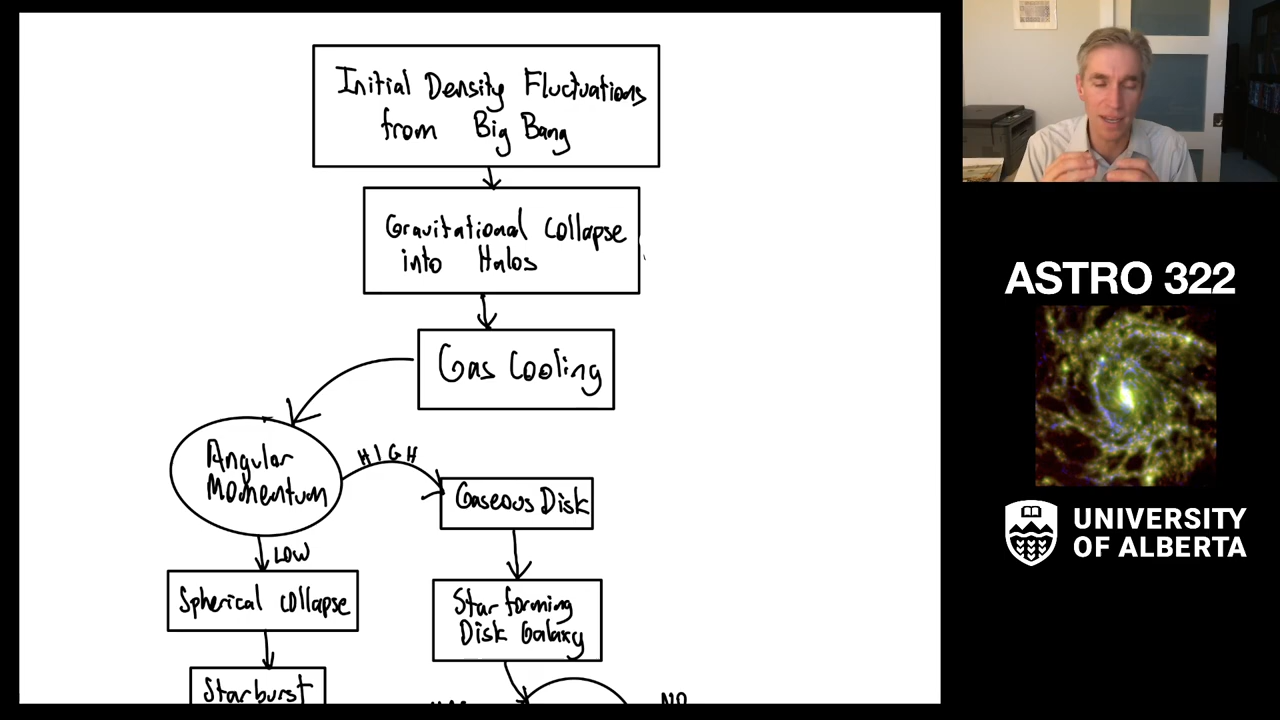 Initial Density Fluctuations
from Big Bang
Gravitational Collapse
into Halos
Gas Cooling
Angular
Momentum
HIGH
Gaseous Disk
LOW
Spherical Collapse
Star forming
Disk Galaxy
Starburst
NO
ASTRO 322
UNIVERSITY
OF ALBERTA